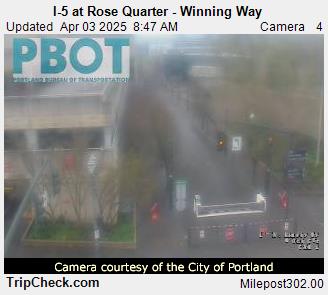 I-5 at Rose Quarter - Winning Way
Updated Apr 03 2025 8:47 AM Camera 4
PBOT
PORTLAND BUREAU OF TRANSPORTATION
Camera courtesy of the City of Portland
TripCheck.com Milepost302.00